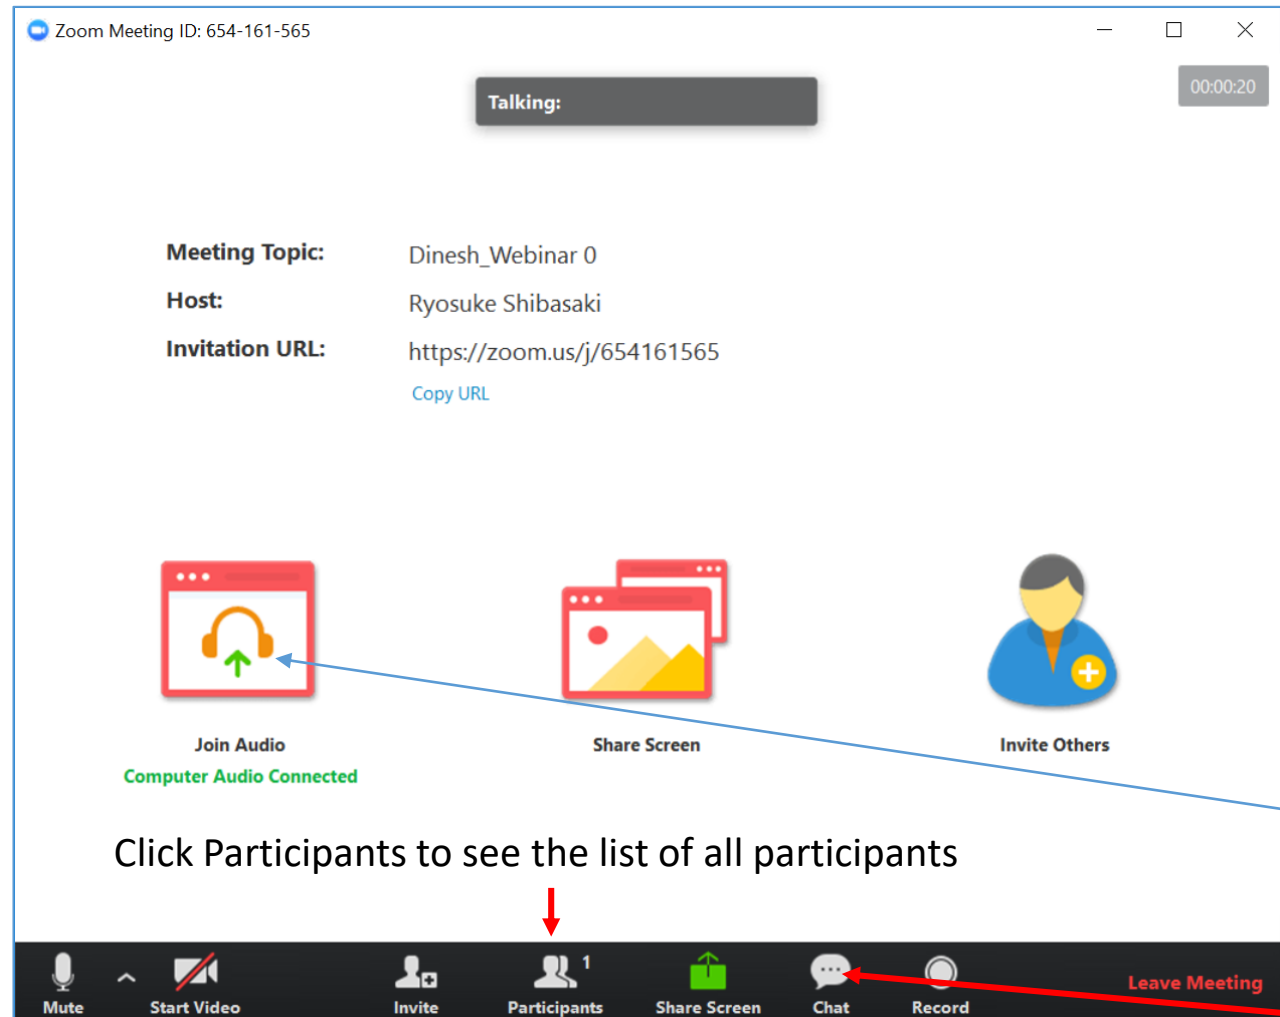 Zoom Meeting ID: 654-161-565
00:00:20
Talking:
Meeting Topic: Dinesh_Webinar 0
Host: Ryosuke Shibasaki
Invitation URL: https://zoom.us/j/654161565
Copy URL
Join Audio Share Screen Invite Others
Computer Audio Connected
Click Participants to see the list of all participants
1
Mute Start Video Invite Participants Share Screen Chat Record Leave Meeting